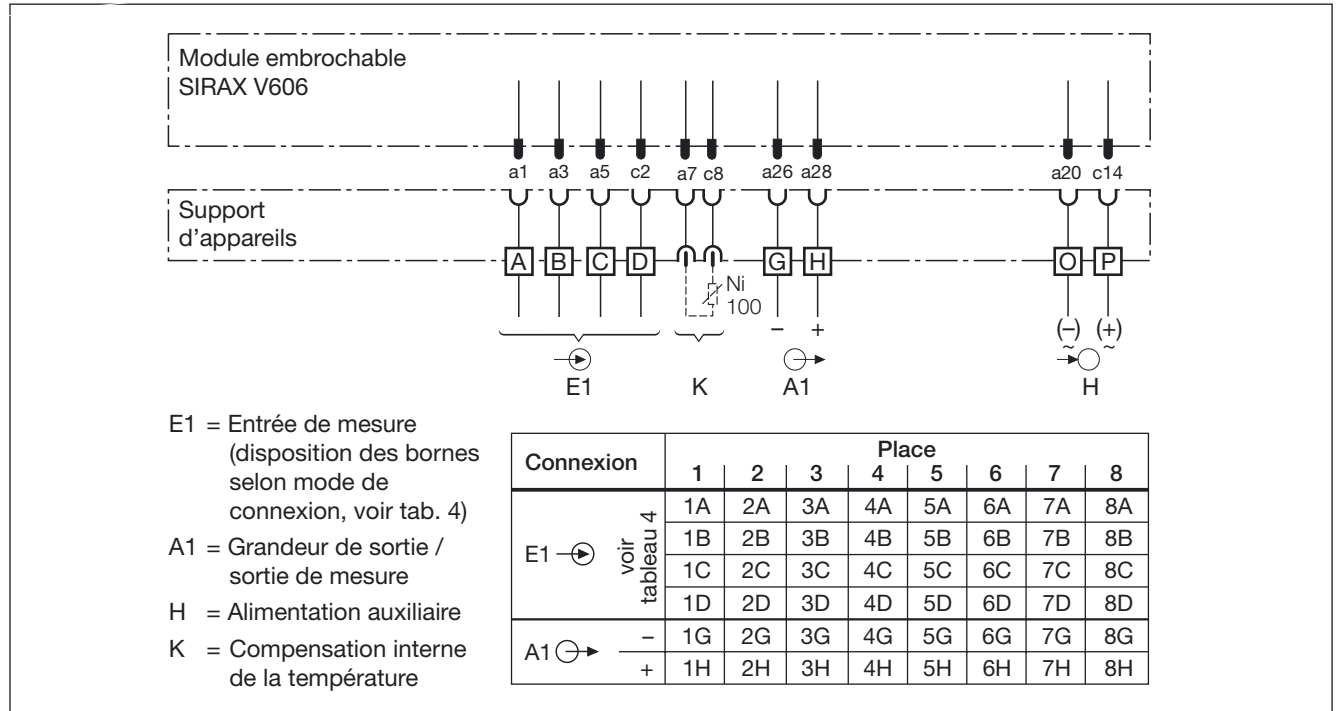 Module embrochable
SIRAX V606
a1 a3 a5 c2 a7 c8 a26 a28 a20 c14
Support
d'appareils
A B C D G H O P
Ni
100
– + (–) (+)
~ ~
E1 K A1 H
E1 = Entrée de mesure
(disposition des bornes
selon mode de
connexion, voir tab. 4)
A1 = Grandeur de sortie /
sortie de mesure
H = Alimentation auxiliaire
K = Compensation interne
de la température
Connexion Place
1 2 3 4 5 6 7 8
E1 voir tableau 4
1A 2A 3A 4A 5A 6A 7A 8A
1B 2B 3B 4B 5B 6B 7B 8B
1C 2C 3C 4C 5C 6C 7C 8C
1D 2D 3D 4D 5D 6D 7D 8D
A1
– 1G 2G 3G 4G 5G 6G 7G 8G
+ 1H 2H 3H 4H 5H 6H 7H 8H